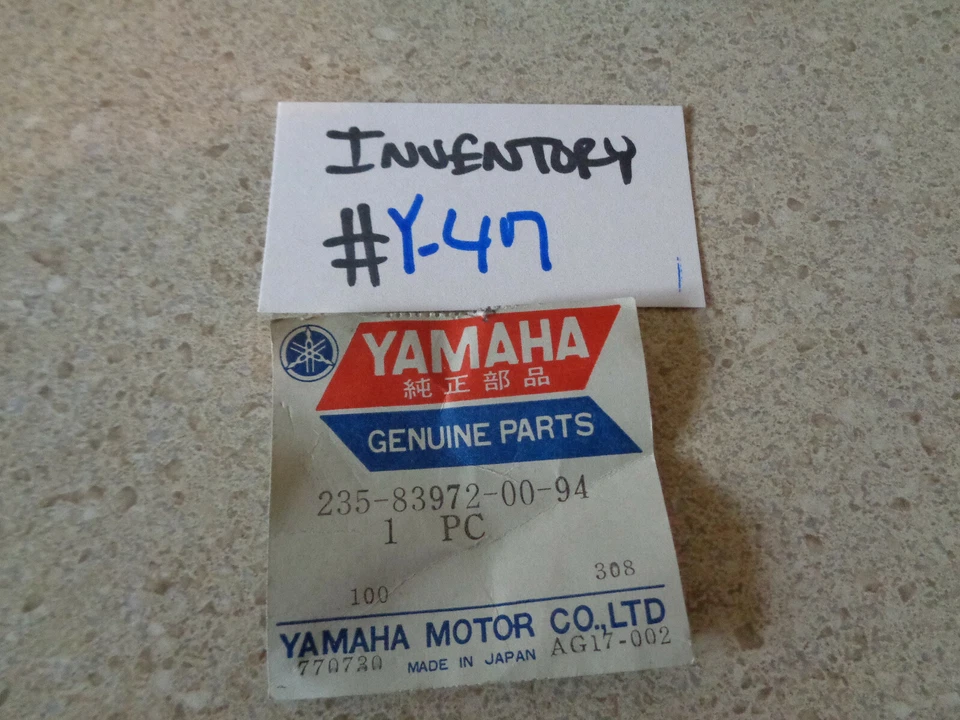 INVENTORY
#Y-47
YAMAHA
純正部品
GENUINE PARTS
235-83972-00-94
1 PC
308
100
YAMAHA MOTOR CO.,LTD
770730 MADE IN JAPAN AG17-002